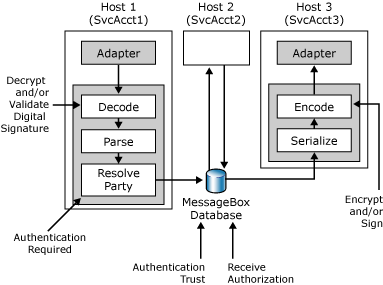 Host 1
(SvcAcct1)
Host 2
(SvcAcct2)
Host 3
(SvcAcct3)
Adapter
Decrypt
and/or
Validate
Digital
Signature
Decode
Parse
Resolve
Party
Authentication
Required
MessageBox
Database
Authentication
Trust
Receive
Authorization
Adapter
Encode
Serialize
Encrypt
and/or
Sign